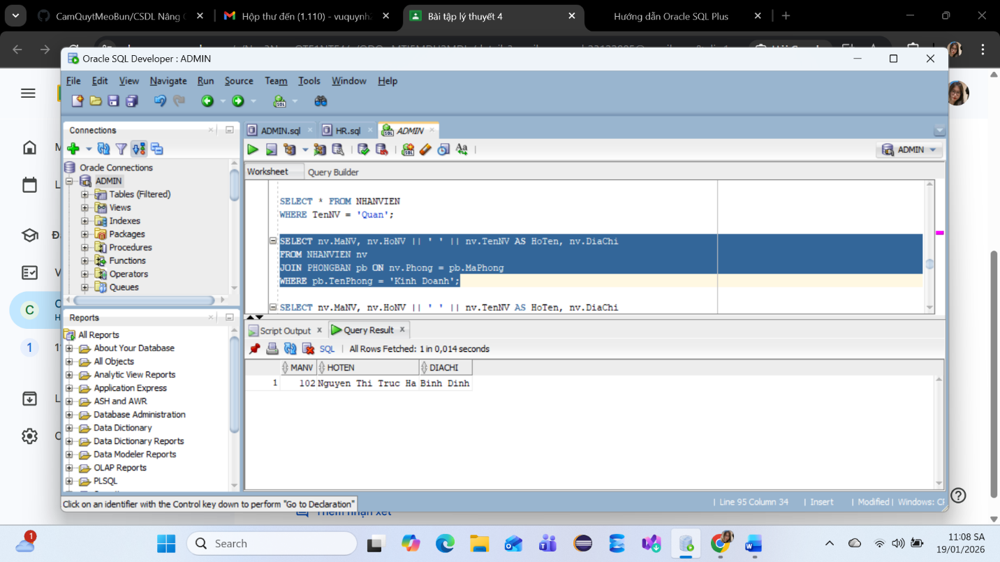 CamQuytMeoBun/CSDL Nâng
Hộp thư đến (1.110) - vuquynh
Bài tập lý thuyết 4
Hướng dẫn Oracle SQL Plus
Oracle SQL Developer : ADMIN
File Edit View Navigate Run Source Team Tools Window Help
Connections
ADMIN.sql
HR.sql
ADMIN
ADMIN
Oracle Connections
ADMIN
Tables (Filtered)
Views
Indexes
Packages
Procedures
Functions
Operators
Queues
Worksheet
Query Builder
SELECT * FROM NHANVIEN
WHERE TenNV = 'Quan';
SELECT nv.MaNV, nv.HoNV || ' ' || nv.TenNV AS HoTen, nv.DiaChi
FROM NHANVIEN nv
JOIN PHONGBAN pb ON nv.Phong = pb.MaPhong
WHERE pb.TenPhong = 'Kinh Doanh';
SELECT nv.MaNV, nv.HoNV || ' ' || nv.TenNV AS HoTen, nv.DiaChi
Reports
All Reports
About Your Database
All Objects
Analytic View Reports
Application Express
ASH and AWR
Database Administration
Data Dictionary
Data Dictionary Reports
Data Modeler Reports
OLAP Reports
PLSQL
Script Output
Query Result
SQL
All Rows Fetched: 1 in 0,014 seconds
MANV HOTEN DIACHI
1 102 Nguyen Thi Truc Ha Binh Dinh
Click on an identifier with the Control key down to perform "Go to Declaration"
Line 95 Column 34
Insert
Modified
Windows: CF
C
1
Thêm nhận xét
1
Search
11:08 SA
19/01/2026